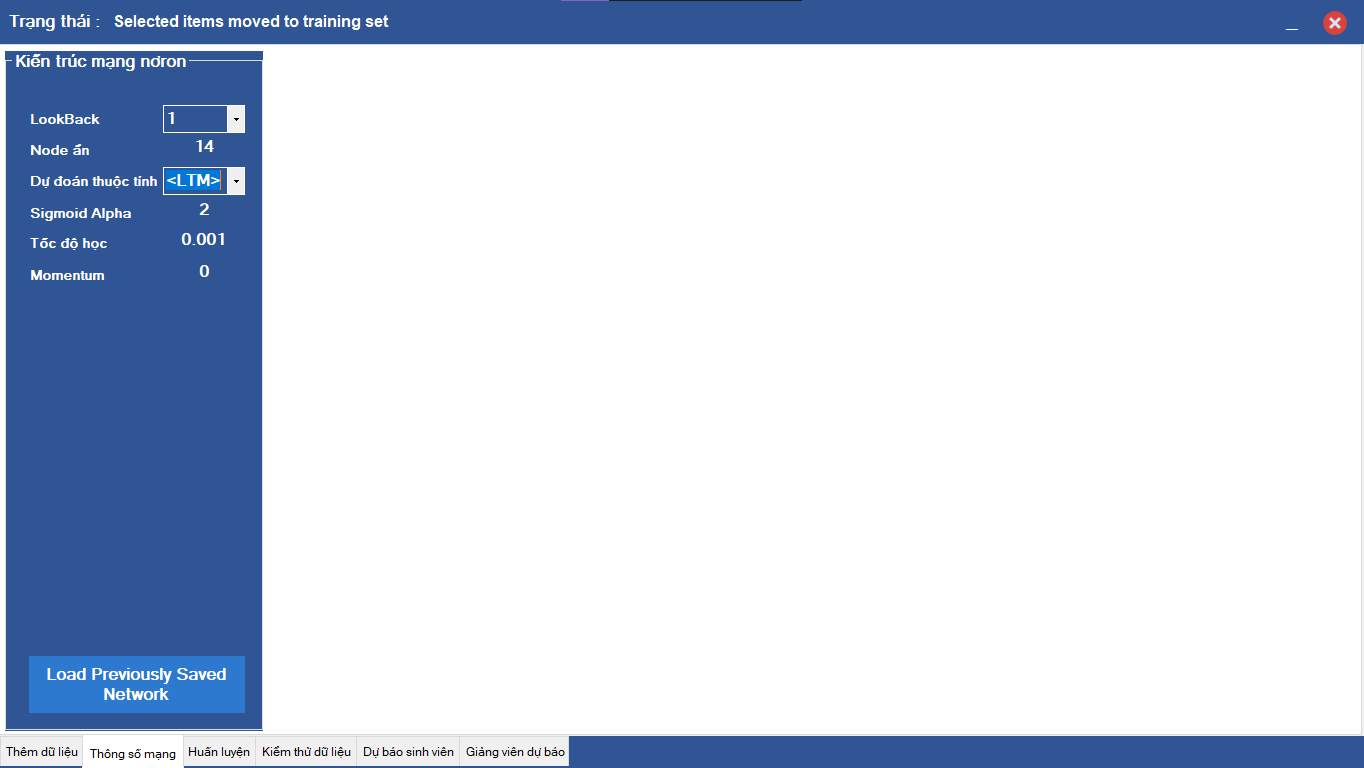 Trạng thái : Selected items moved to training set
Kiến trúc mạng nơron
LookBack 1
Node ẩn 14
Dự đoán thuộc tính <LTM>
Sigmoid Alpha 2
Tốc độ học 0.001
Momentum 0
Load Previously Saved
Network
Thêm dữ liệu Thông số mạng Huấn luyện Kiểm thử dữ liệu Dự báo sinh viên Giảng viên dự báo